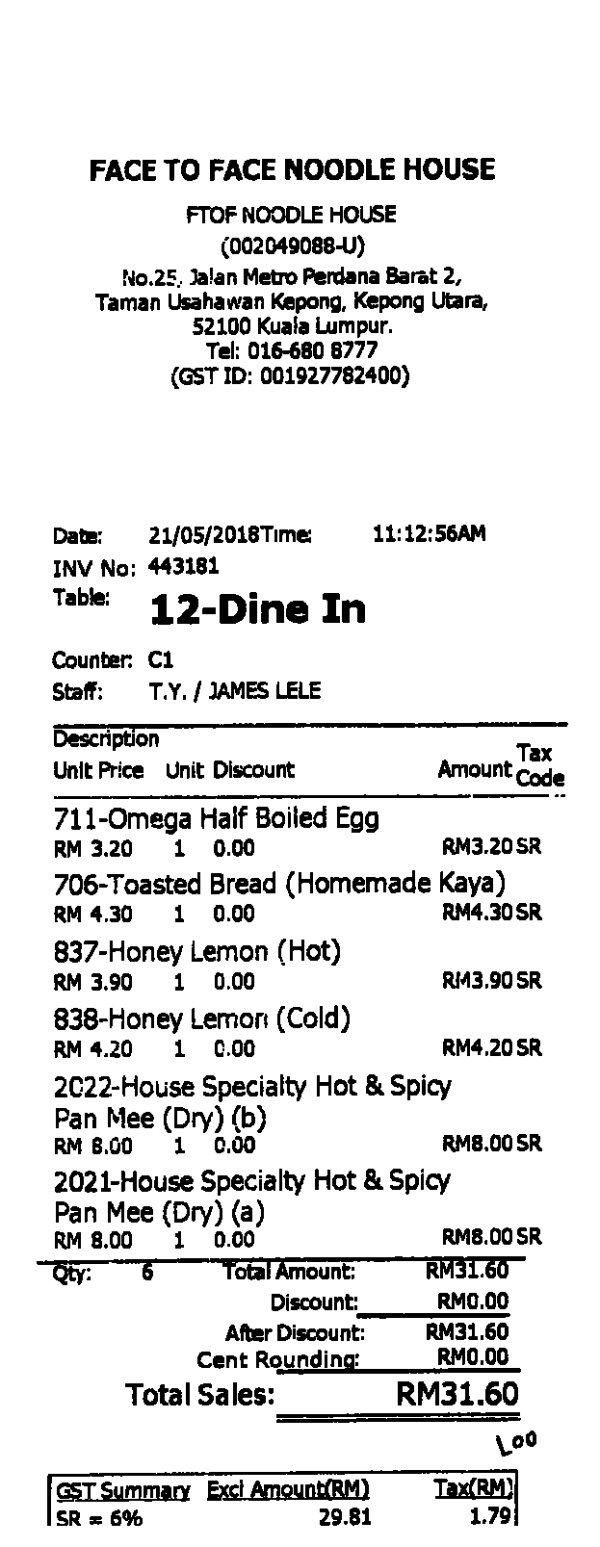 FACE TO FACE NOODLE HOUSE
FTOF NOODLE HOUSE
(002049088-U)
No.25, Jalan Metro Perdana Barat 2,
Taman Usahawan Kepong, Kepong Utara,
52100 Kuala Lumpur.
Tel: 016-680 8777
(GST ID: 001927782400)
Date: 21/05/2018Time: 11:12:56AM
INV No: 443181
Table: 12-Dine In
Counter: C1
Staff: T.Y. / JAMES LELE
Description
Unit Price Unit Discount Amount Tax Code
711-Omega Half Boiled Egg
RM 3.20 1 0.00 RM3.20 SR
706-Toasted Bread (Homemade Kaya)
RM 4.30 1 0.00 RM4.30 SR
837-Honey Lemon (Hot)
RM 3.90 1 0.00 RM3.90 SR
838-Honey Lemon (Cold)
RM 4.20 1 0.00 RM4.20 SR
2022-House Specialty Hot & Spicy
Pan Mee (Dry) (b)
RM 8.00 1 0.00 RM8.00 SR
2021-House Specialty Hot & Spicy
Pan Mee (Dry) (a)
RM 8.00 1 0.00 RM8.00 SR
Qty: 6 Total Amount: RM31.60
Discount: RM0.00
After Discount: RM31.60
Cent Rounding: RM0.00
Total Sales: RM31.60
GST Summary Excl Amount(RM) Tax(RM)
SR = 6% 29.81 1.79